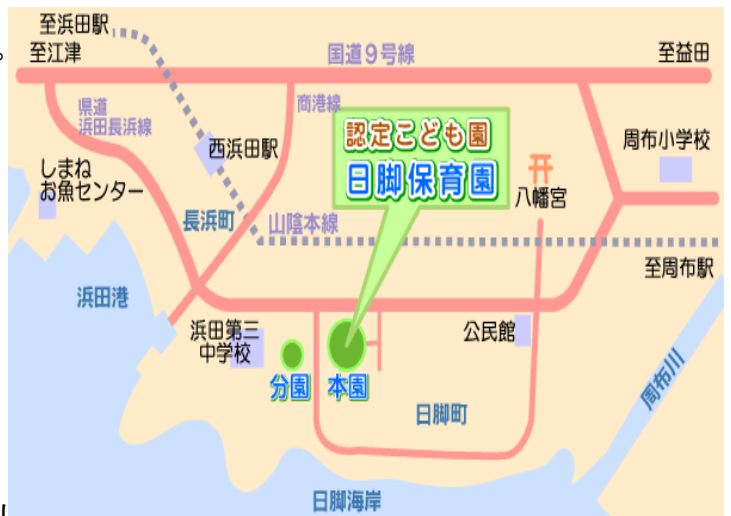 至浜田駅
。
至江津
国道9号線
至益田
県道
浜田長浜線
商港線
認定こども園
日脚保育園
西浜田駅
周布小学校
しまね
お魚センター
八幡宮
長浜町
山陰本線
至周布駅
浜田港
浜田第三
中学校
公民館
分園
本園
周布川
日脚町
日脚海岸